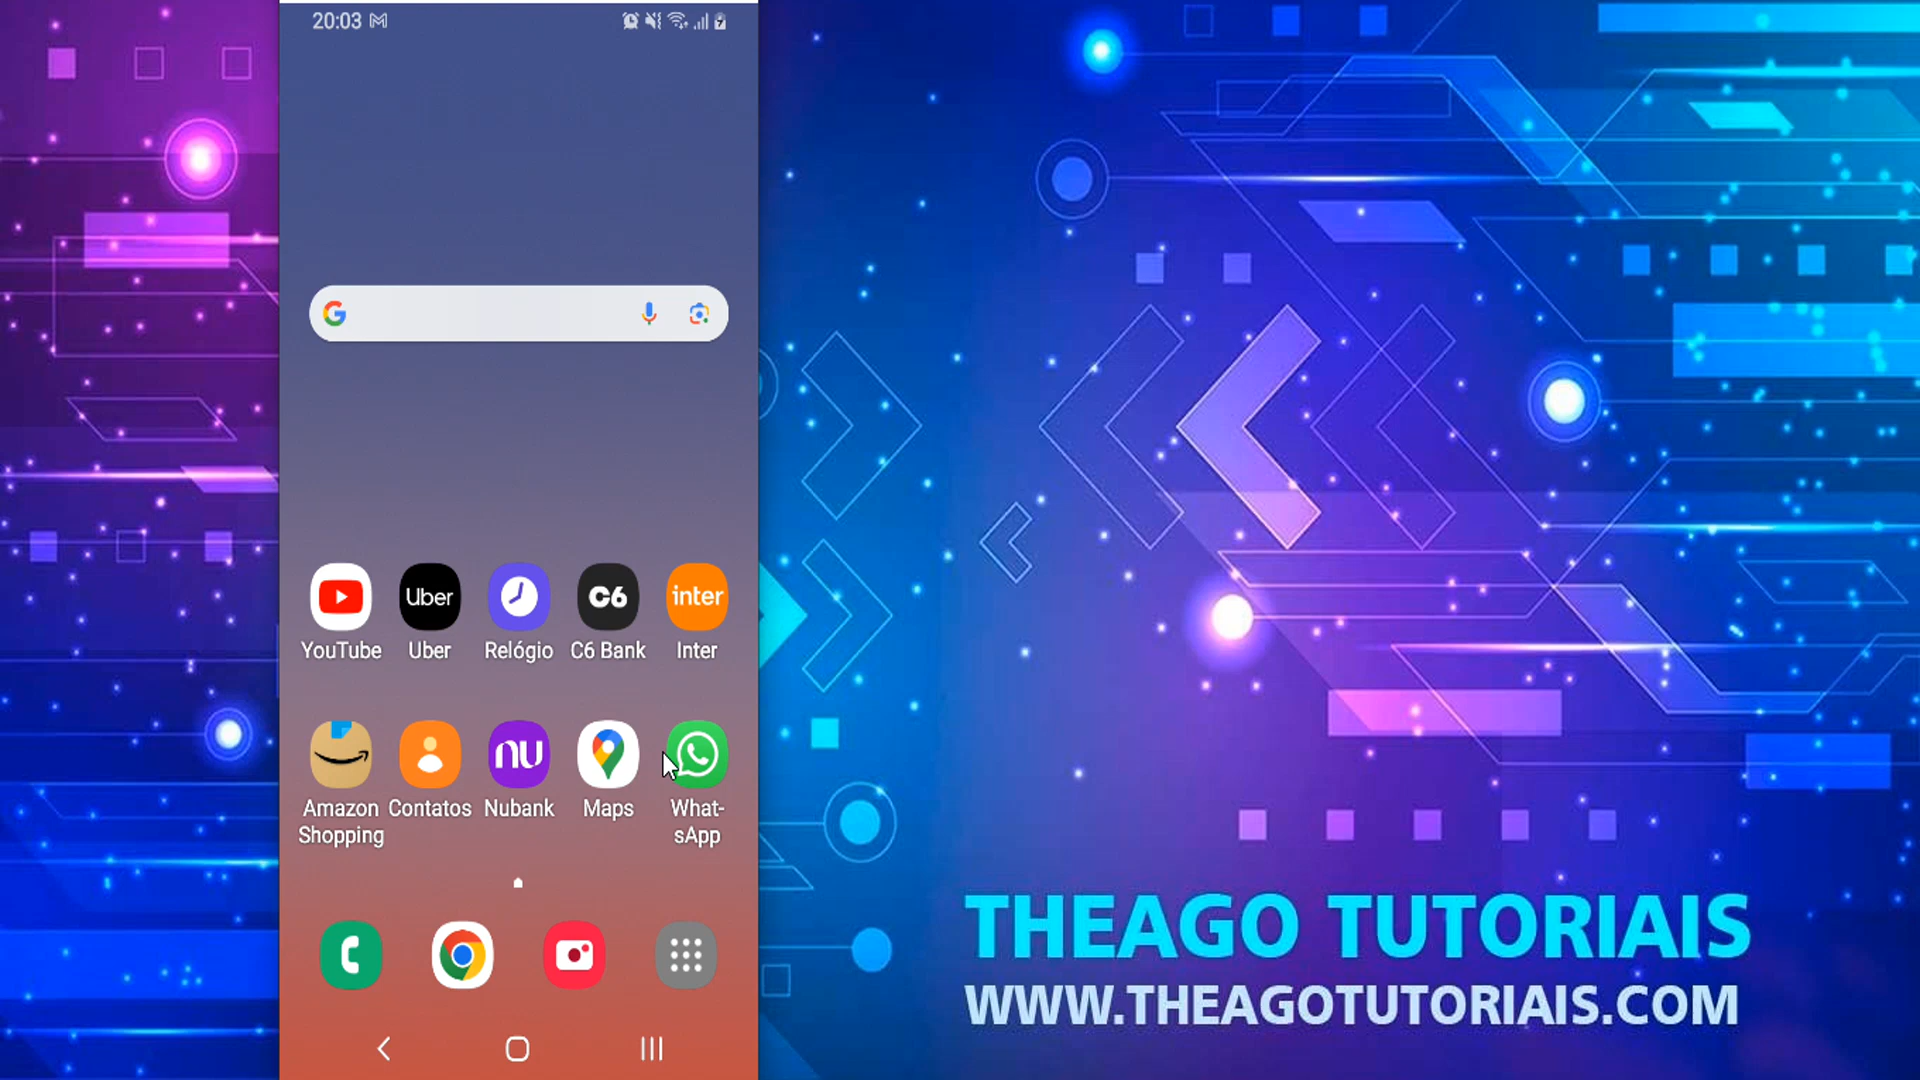 20:03
YouTube
Uber
Uber
Relógio
C6
C6 Bank
inter
Inter
Amazon
Shopping
Contatos
nu
Nubank
Maps
What-
sApp
THEAGO TUTORIAIS
WWW.THEAGOTUTORIAIS.COM